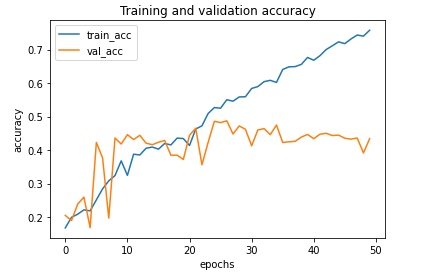 Training and validation accuracy
train_acc
val_acc
accuracy
0.7
0.6
0.5
0.4
0.3
0.2
0 10 20 30 40 50
epochs